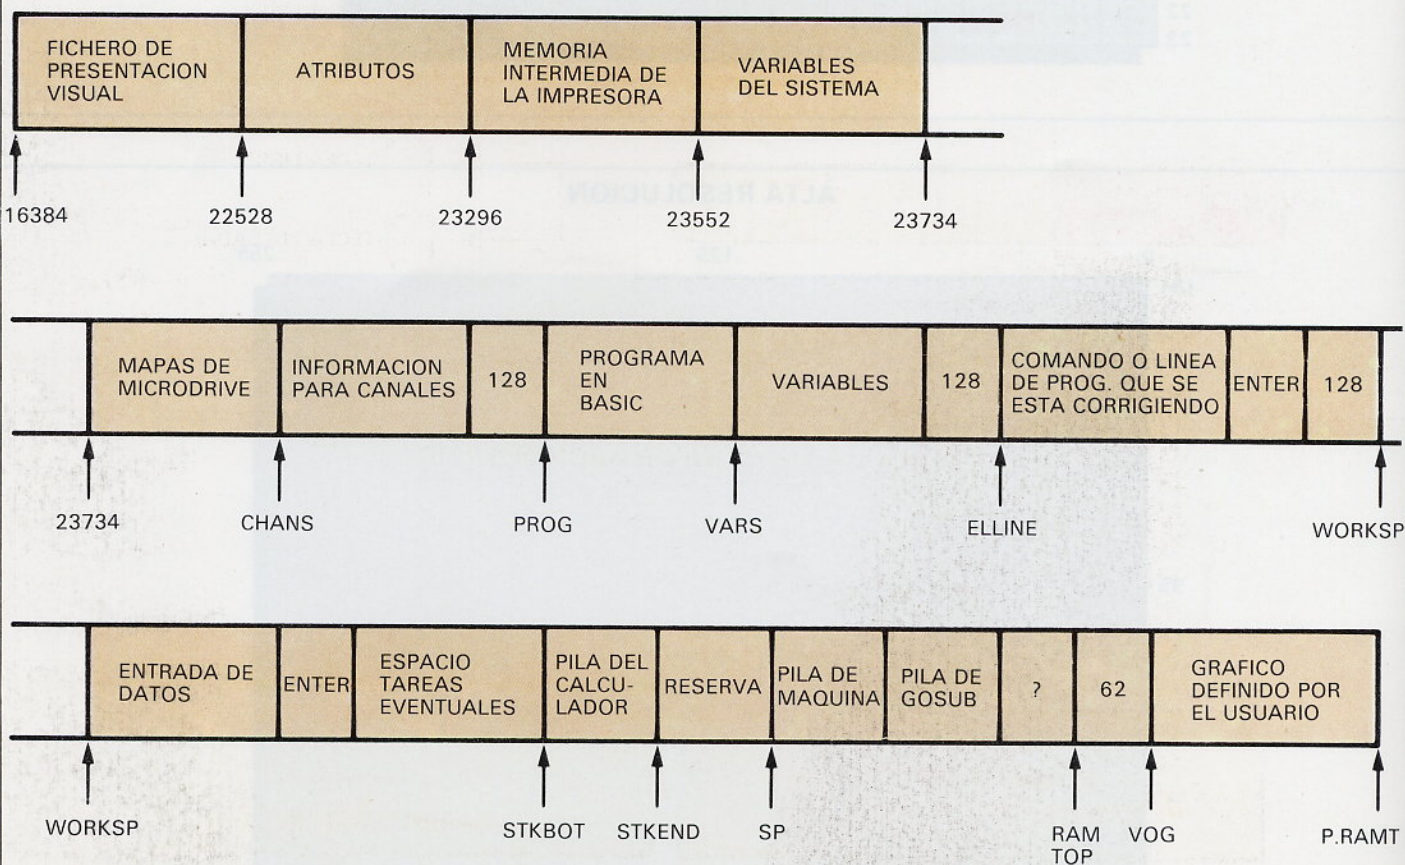 FICHERO DE
PRESENTACION
VISUAL
ATRIBUTOS
MEMORIA
INTERMEDIA DE
LA IMPRESORA
VARIABLES
DEL SISTEMA
16384
22528
23296
23552
23734
MAPAS DE
MICRODRIVE
INFORMACION
PARA CANALES
128
PROGRAMA
EN
BASIC
VARIABLES
128
COMANDO O LINEA
DE PROG. QUE SE
ESTA CORRIGIENDO
ENTER
128
23734
CHANS
PROG
VARS
ELLINE
WORKSP
ENTRADA DE
DATOS
ENTER
ESPACIO
TAREAS
EVENTUALES
PILA DEL
CALCU-
LADOR
RESERVA
PILA DE
MAQUINA
PILA DE
GOSUB
?
62
GRAFICO
DEFINIDO POR
EL USUARIO
WORKSP
STKBOT
STKEND
SP
RAM
TOP
VOG
P.RAMT
ALTA RESOLUCION